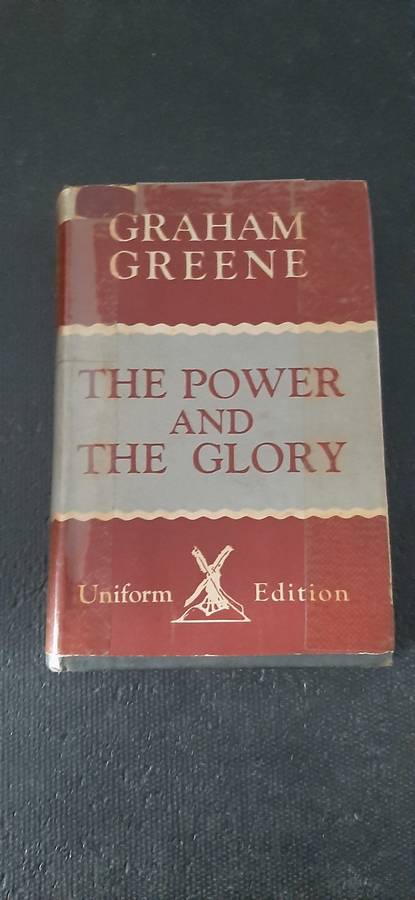 GRAHAM
GREENE
THE POWER
AND
THE GLORY
Uniform Edition